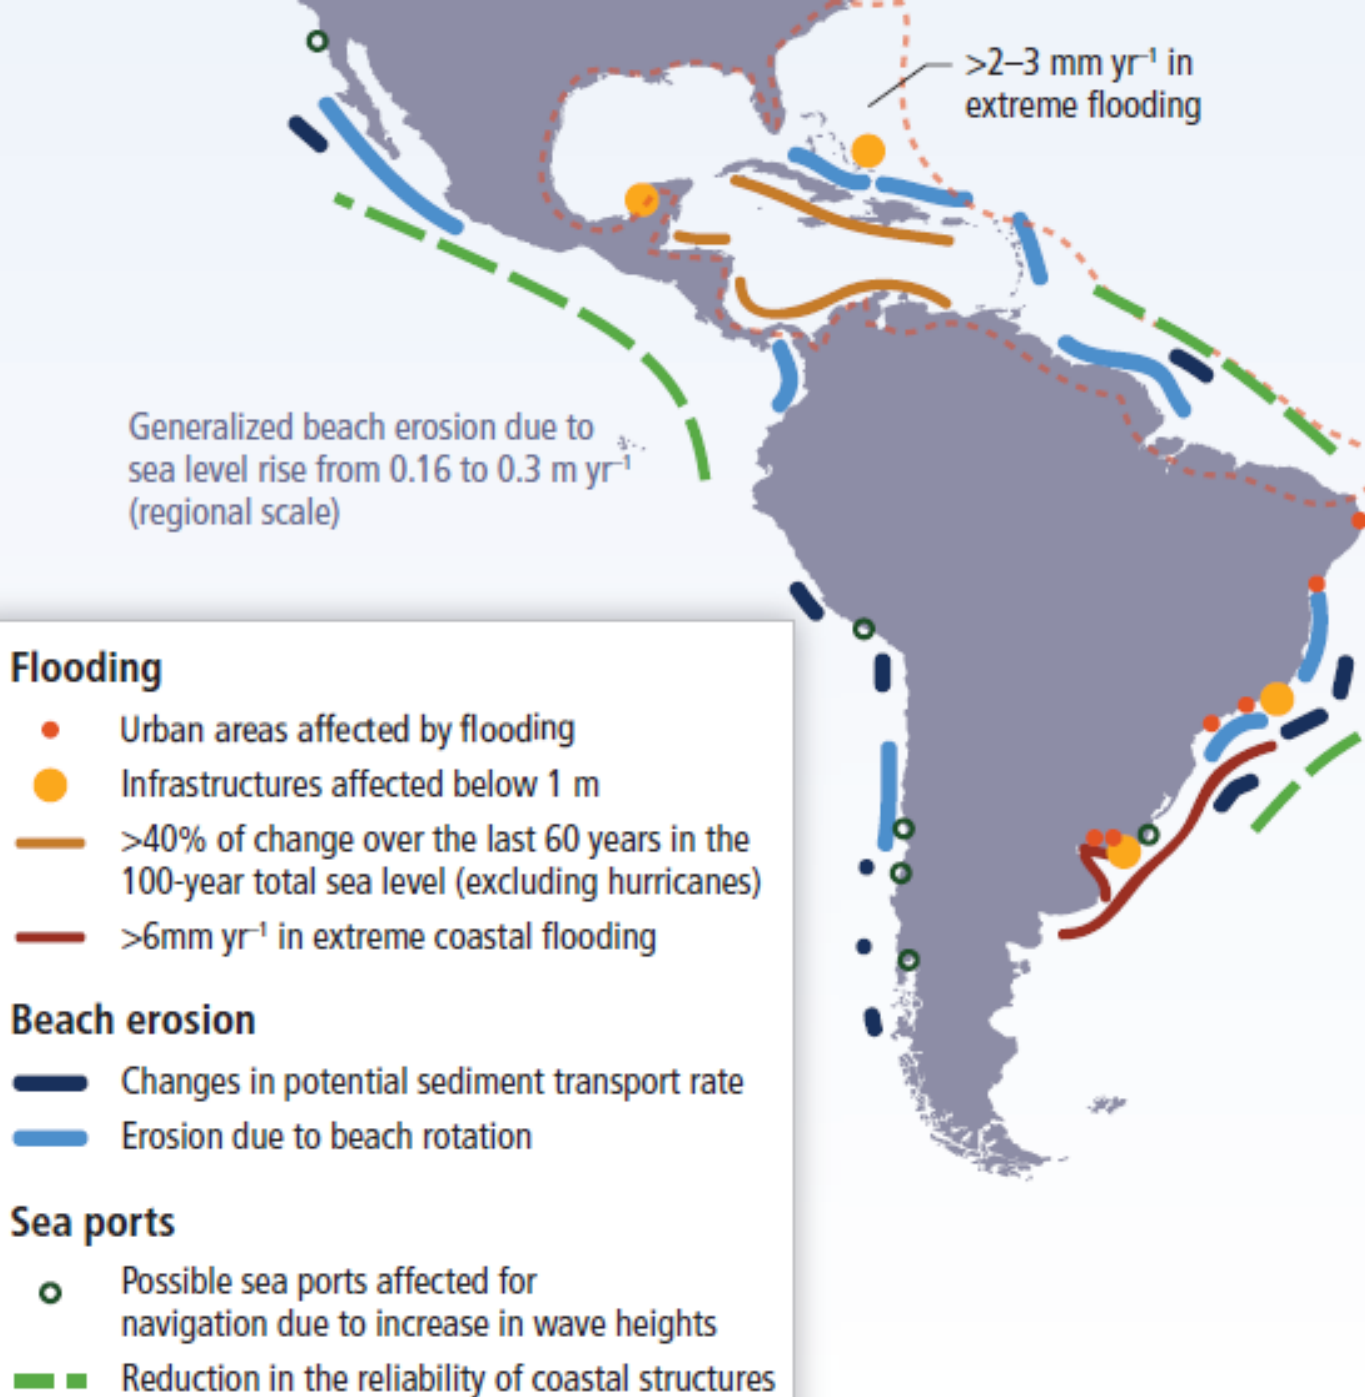 >2–3 mm yr⁻¹ in
extreme flooding
Generalized beach erosion due to
sea level rise from 0.16 to 0.3 m yr⁻¹
(regional scale)
Flooding
Urban areas affected by flooding
Infrastructures affected below 1 m
>40% of change over the last 60 years in the
100-year total sea level (excluding hurricanes)
>6mm yr⁻¹ in extreme coastal flooding
Beach erosion
Changes in potential sediment transport rate
Erosion due to beach rotation
Sea ports
Possible sea ports affected for
navigation due to increase in wave heights
Reduction in the reliability of coastal structures